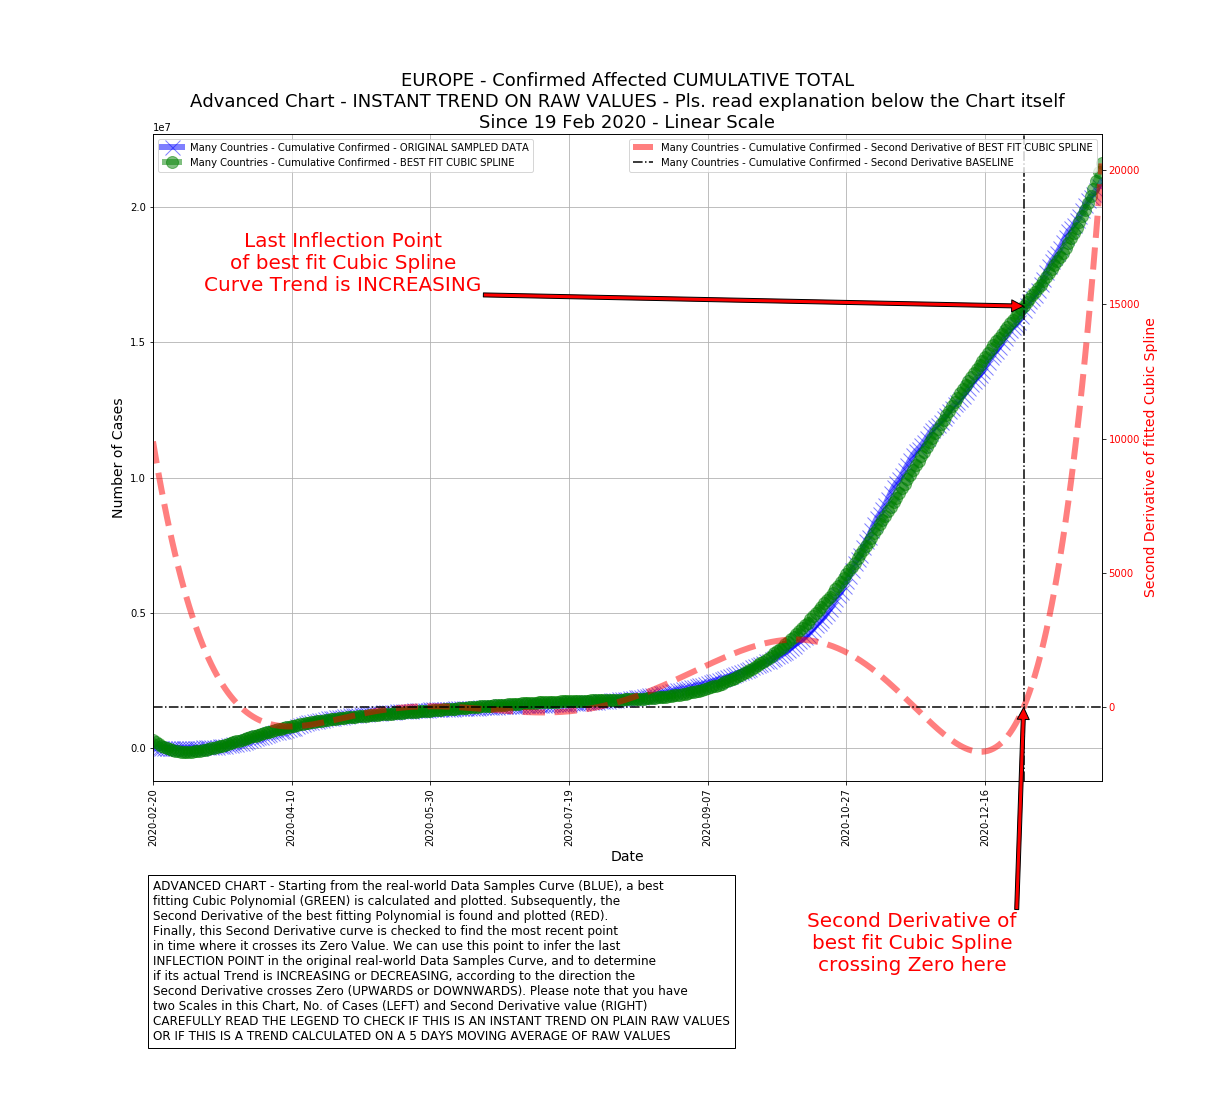 EUROPE - Confirmed Affected CUMULATIVE TOTAL
Advanced Chart - INSTANT TREND ON RAW VALUES - Pls. read explanation below the Chart itself
Since 19 Feb 2020 - Linear Scale
1e7
Many Countries - Cumulative Confirmed - ORIGINAL SAMPLED DATA
Many Countries - Cumulative Confirmed - BEST FIT CUBIC SPLINE
Many Countries - Cumulative Confirmed - Second Derivative of BEST FIT CUBIC SPLINE
Many Countries - Cumulative Confirmed - Second Derivative BASELINE
Last Inflection Point
of best fit Cubic Spline
Curve Trend is INCREASING
Number of Cases
2.0
1.5
1.0
0.5
0.0
20000
15000
10000
5000
0
Second Derivative of fitted Cubic Spline
2020-02-20
2020-04-10
2020-05-30
2020-07-19
2020-09-07
2020-10-27
2020-12-16
Date
Second Derivative of
best fit Cubic Spline
crossing Zero here
ADVANCED CHART - Starting from the real-world Data Samples Curve (BLUE), a best
fitting Cubic Polynomial (GREEN) is calculated and plotted. Subsequently, the
Second Derivative of the best fitting Polynomial is found and plotted (RED).
Finally, this Second Derivative curve is checked to find the most recent point
in time where it crosses its Zero Value. We can use this point to infer the last
INFLECTION POINT in the original real-world Data Samples Curve, and to determine
if its actual Trend is INCREASING or DECREASING, according to the direction the
Second Derivative crosses Zero (UPWARDS or DOWNWARDS). Please note that you have
two Scales in this Chart, No. of Cases (LEFT) and Second Derivative value (RIGHT)
CAREFULLY READ THE LEGEND TO CHECK IF THIS IS AN INSTANT TREND ON PLAIN RAW VALUES
OR IF THIS IS A TREND CALCULATED ON A 5 DAYS MOVING AVERAGE OF RAW VALUES